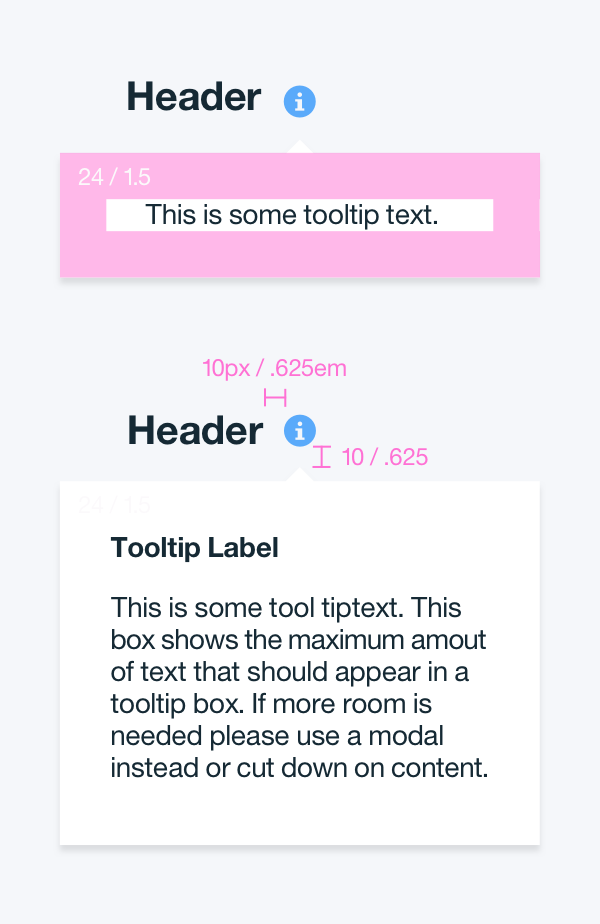 Header
24 / 1.5
This is some tooltip text.
10px / .625em
Header
10 / .625
24 / 1.5
Tooltip Label
This is some tool tiptext. This
box shows the maximum amout
of text that should appear in a
tooltip box. If more room is
needed please use a modal
instead or cut down on content.